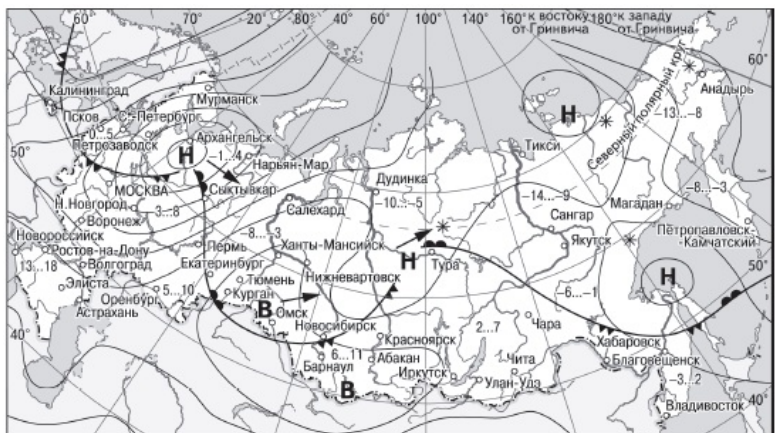 60°
70°
20°
80°
40°
60°
100°
140°
160° к востоку
от Гринвича
180° к западу
от Гринвича
Северный полярный круг
60°
Анадырь
Калининград
Мурманск
Н
–13...–8
Псков
С.-Петербург
–0...5
Петрозаводск
Архангельск
Н
–1...4
Нарьян-Мар
Тикси
50°
Дудинка
–10...–5
–14...–9
–8...–3
МОСКВА
Сыктывкар
Салехард
Магадан
Н.Новгород
3...8
Сангар
Петропавловск-
Камчатский
Воронеж
–8...–3
Новороссийск
Пермь
Ханты-Мансийск
Якутск
Ростов-на-Дону
Н
Тура
Н
50°
13...18
Волгоград
Екатеринбург
Нижневартовск
Элиста
Тюмень
–6...–1
Оренбург
5...10
Курган
В
Астрахань
Омск
40°
Новосибирск
Чара
2...7
Хабаровск
Красноярск
6...11
Абакан
Благовещенск
Барнаул
Иркутск
Чита
–3...2
В
Улан-Удэ
40°
Владивосток